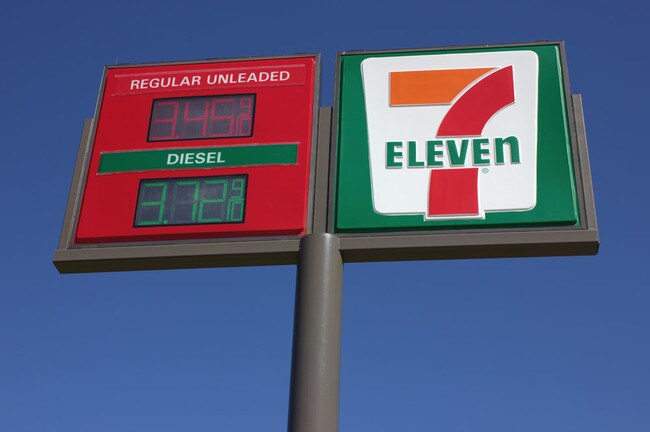 REGULAR UNLEADED
3.45 9/10
DIESEL
3.72 9/10
7
ELEVEn
®